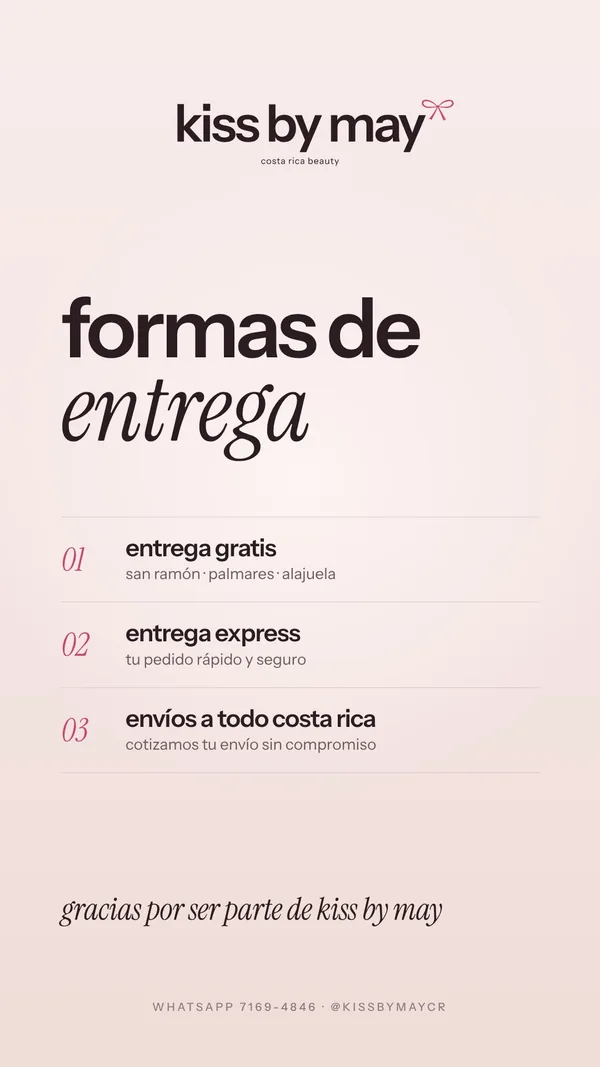 kiss by may
costa rica beauty
formas de
entrega
01
entrega gratis
san ramón · palmares · alajuela
02
entrega express
tu pedido rápido y seguro
03
envíos a todo costa rica
cotizamos tu envío sin compromiso
gracias por ser parte de kiss by may
WHATSAPP 7169-4846 · @KISSBYMAYCR